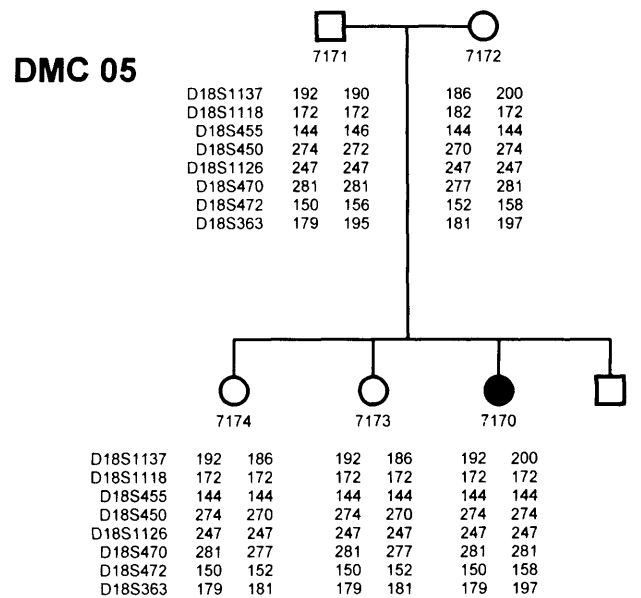 DMC 05
7171 7172
D18S1137 192 190 186 200
D18S1118 172 172 182 172
D18S455 144 146 144 144
D18S450 274 272 270 274
D18S1126 247 247 247 247
D18S470 281 281 277 281
D18S472 150 156 152 158
D18S363 179 195 181 197
7174 7173 7170
D18S1137 192 186 192 186 192 200
D18S1118 172 172 172 172 172 172
D18S455 144 144 144 144 144 144
D18S450 274 270 274 270 274 274
D18S1126 247 247 247 247 247 247
D18S470 281 277 281 277 281 281
D18S472 150 152 150 152 150 158
D18S363 179 181 179 181 179 197